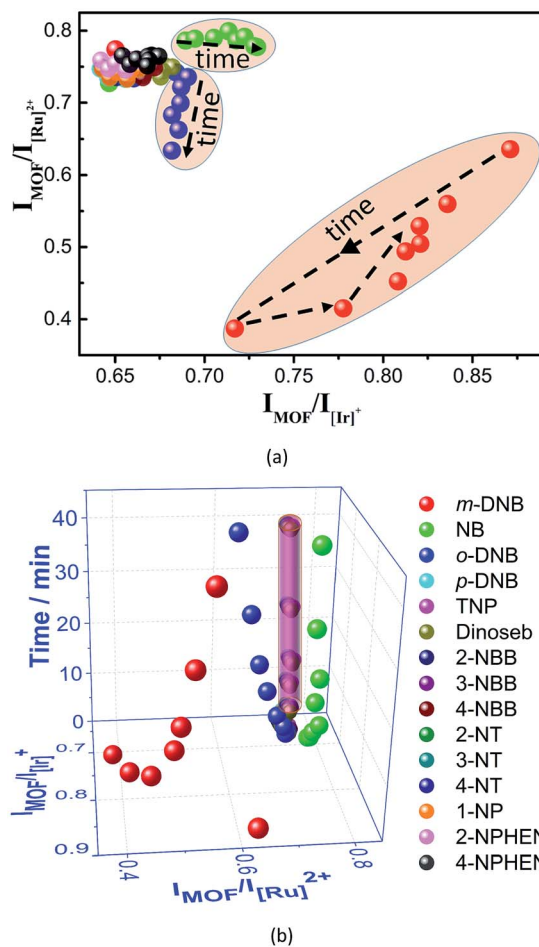 0.8
0.7
0.6
0.5
0.4
0.65
0.70
0.75
0.80
0.85
I_MOF/I_[Ru]²⁺
time
time
time
I_MOF/I_[Ir]⁺
(a)
40
30
20
10
0
Time / min
0.7
0.8
0.9
I_MOF/I_[Ir]⁺
0.4
0.6
0.8
I_MOF/I_[Ru]²⁺
m-DNB
NB
o-DNB
p-DNB
TNP
Dinoseb
2-NBB
3-NBB
4-NBB
2-NT
3-NT
4-NT
1-NP
2-NPHEN
4-NPHEN
(b)